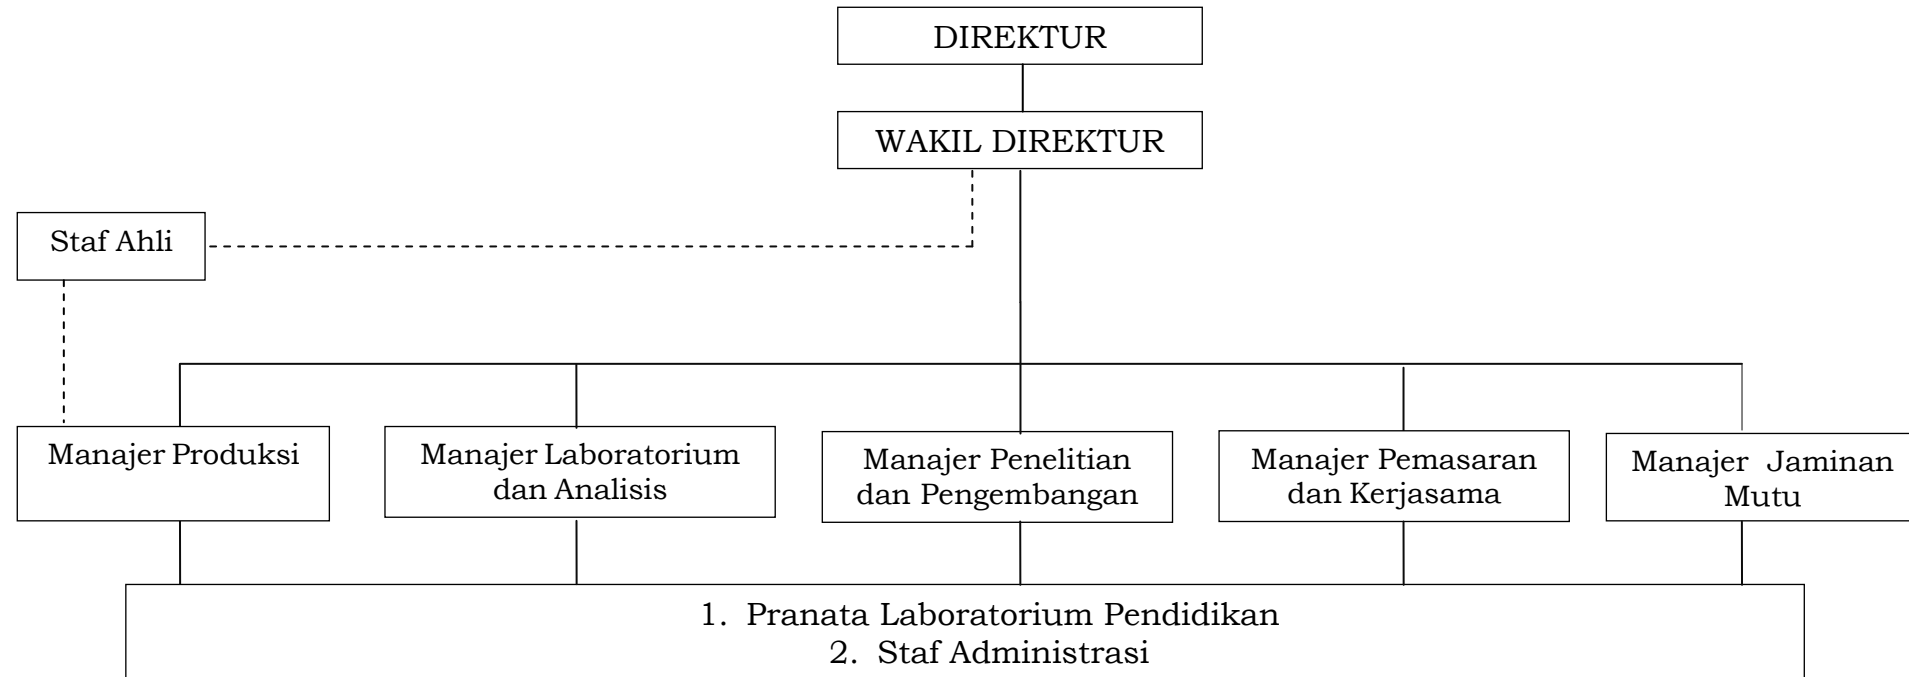 DIREKTUR
WAKIL DIREKTUR
Staf Ahli
Manajer Produksi
Manajer Laboratorium
dan Analisis
Manajer Penelitian
dan Pengembangan
Manajer Pemasaran
dan Kerjasama
Manajer Jaminan
Mutu
1. Pranata Laboratorium Pendidikan
2. Staf Administrasi